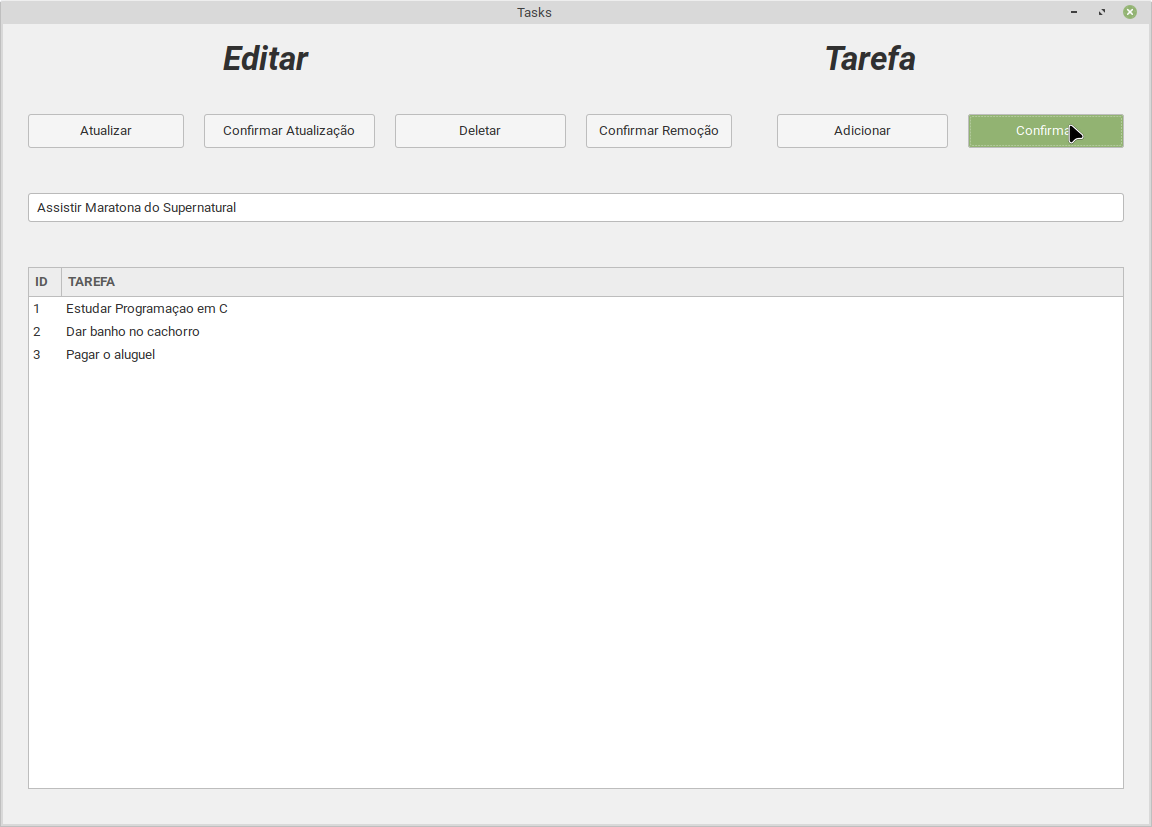 Tasks
Editar Tarefa
Atualizar Confirmar Atualização Deletar Confirmar Remoção Adicionar Confirma
Assistir Maratona do Supernatural
ID TAREFA
1 Estudar Programaçao em C
2 Dar banho no cachorro
3 Pagar o aluguel